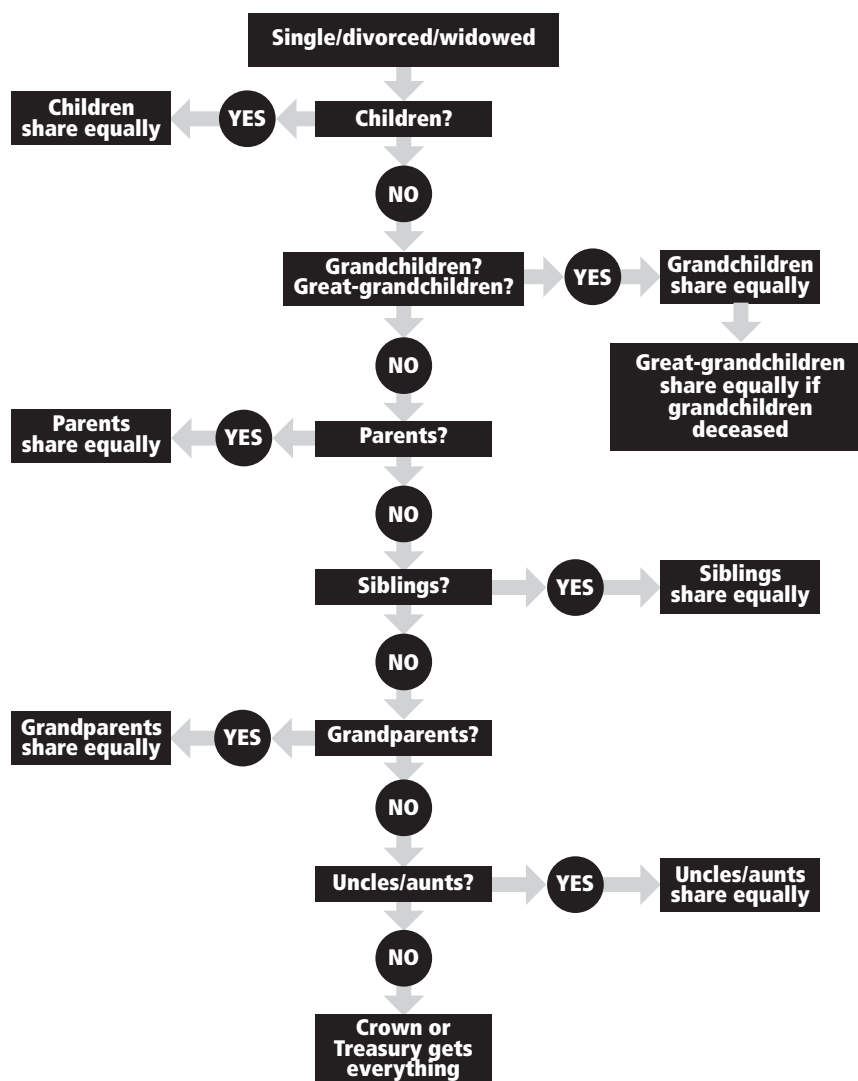 Single/divorced/widowed
Children
share equally
YES
Children?
NO
Grandchildren?
Great-grandchildren?
YES
Grandchildren
share equally
Great-grandchildren
share equally if
grandchildren
deceased
NO
Parents
share equally
YES
Parents?
NO
Siblings?
YES
Siblings
share equally
NO
Grandparents
share equally
YES
Grandparents?
NO
Uncles/aunts?
YES
Uncles/aunts
share equally
NO
Crown or
Treasury gets
everything